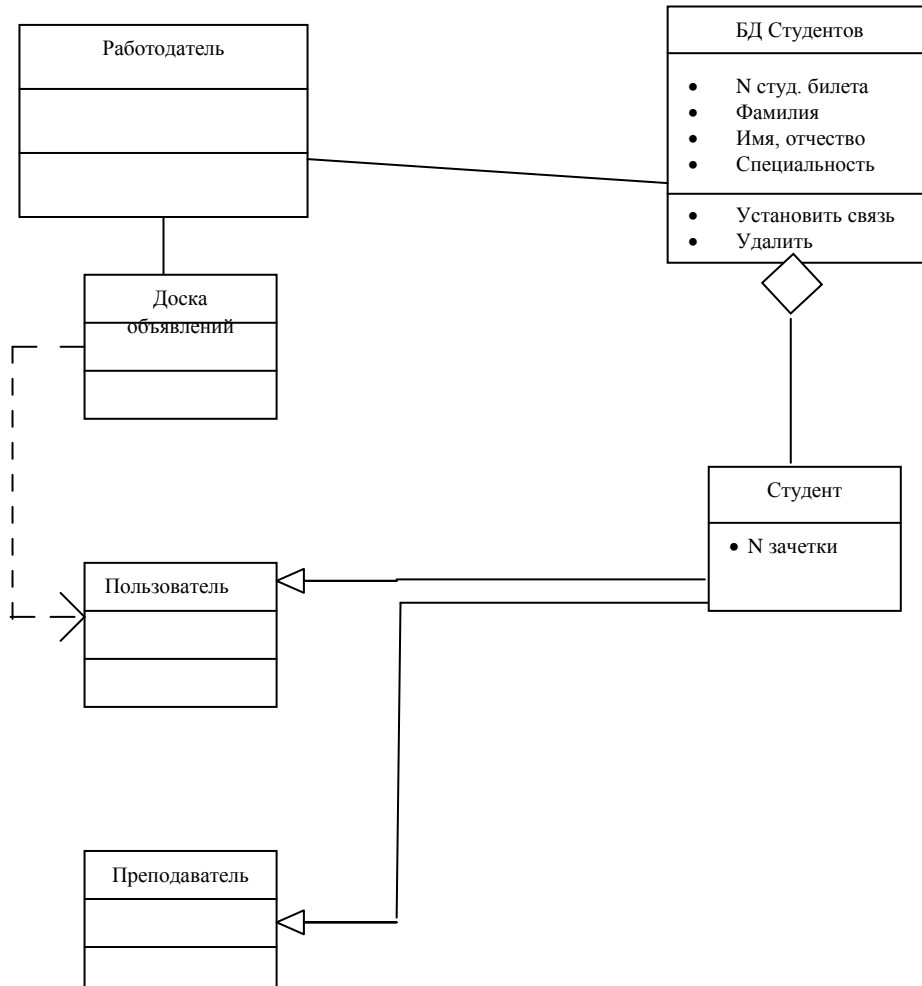 Работодатель
БД Студентов
• N студ. билета
• Фамилия
• Имя, отчество
• Специальность
• Установить связь
• Удалить
Доска
объявлений
Студент
• N зачетки
Пользователь
Преподаватель